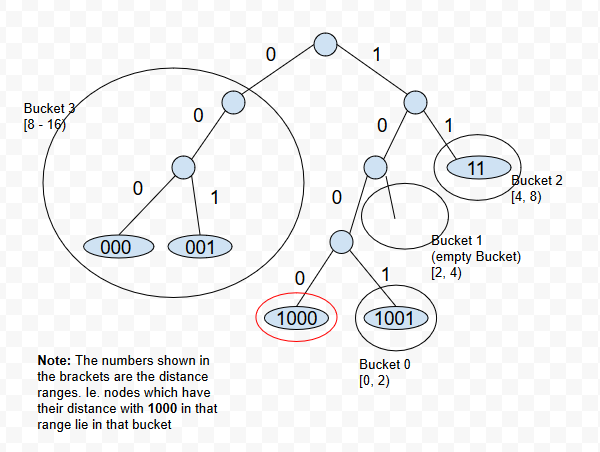 0
1
Bucket 3
[8 - 16)
0
0
1
11
Bucket 2
[4, 8)
0
1
0
000
001
Bucket 1
(empty Bucket)
[2, 4)
0
1
1000
1001
Bucket 0
[0, 2)
Note: The numbers shown in
the brackets are the distance
ranges. Ie. nodes which have
their distance with 1000 in that
range lie in that bucket